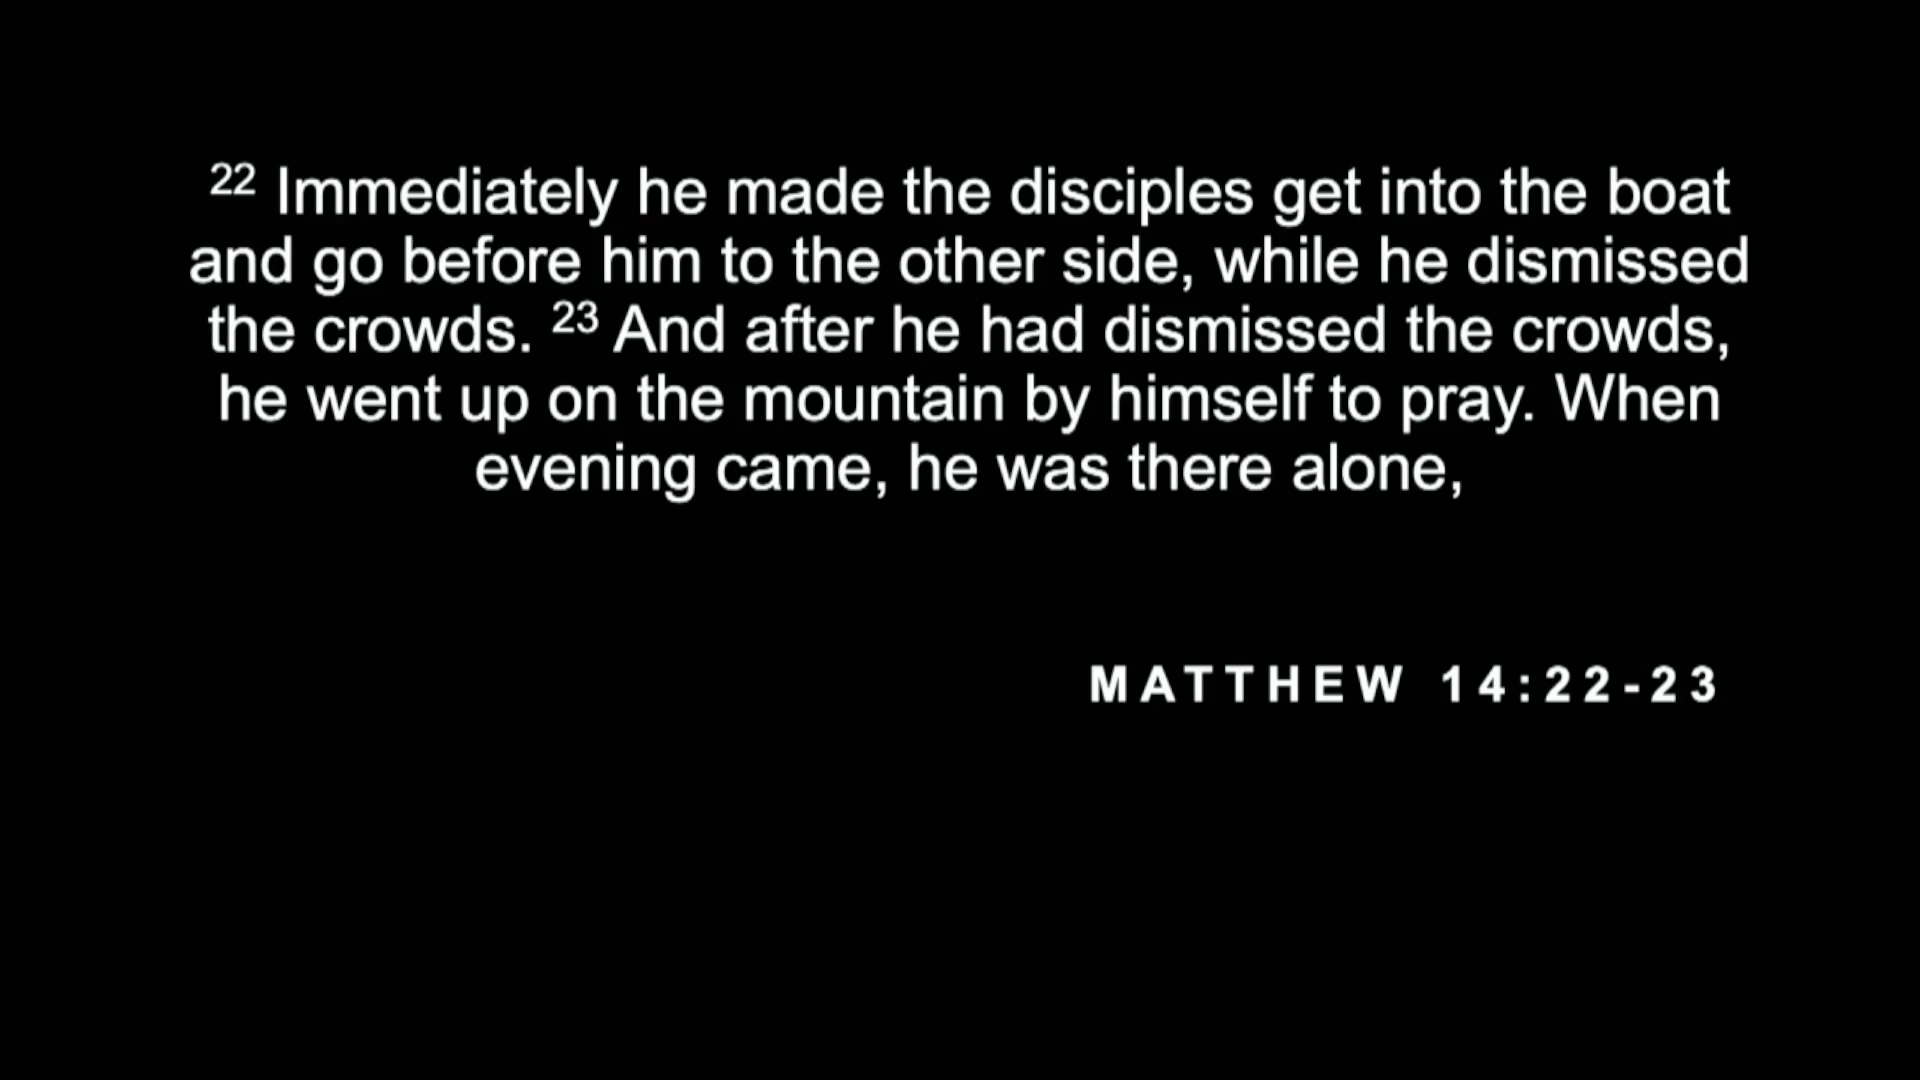 22 Immediately he made the disciples get into the boat
and go before him to the other side, while he dismissed
the crowds. 23 And after he had dismissed the crowds,
he went up on the mountain by himself to pray. When
evening came, he was there alone,
MATTHEW 14:22-23